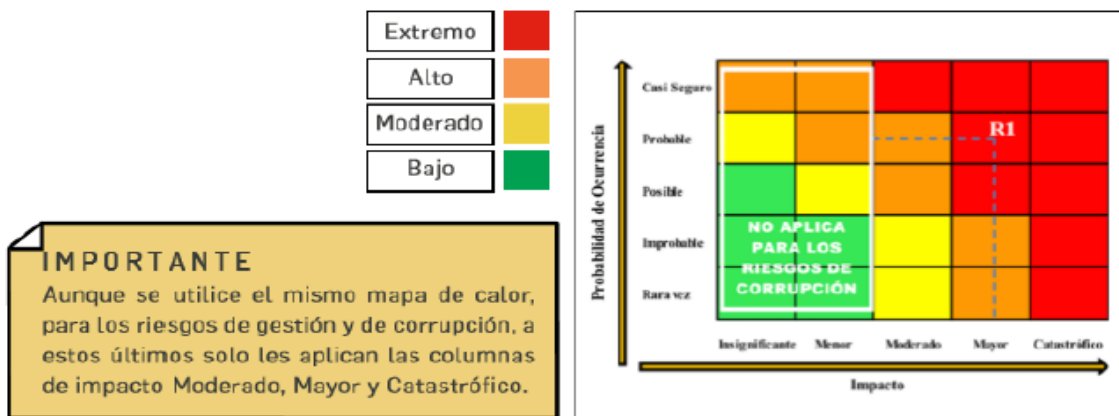 Extremo
Alto
Moderado
Bajo
IMPORTANTE
Aunque se utilice el mismo mapa de calor,
para los riesgos de gestión y de corrupción, a
estos últimos solo les aplican las columnas
de impacto Moderado, Mayor y Catastrófico.
Probabilidad de Ocurrencia
Casi Seguro
Probable
Posible
Improbable
Rara vez
R1
NO APLICA
PARA LOS
RIESGOS DE
CORRUPCIÓN
Insignificante Menor Moderado Mayor Catastrófico
Impacto